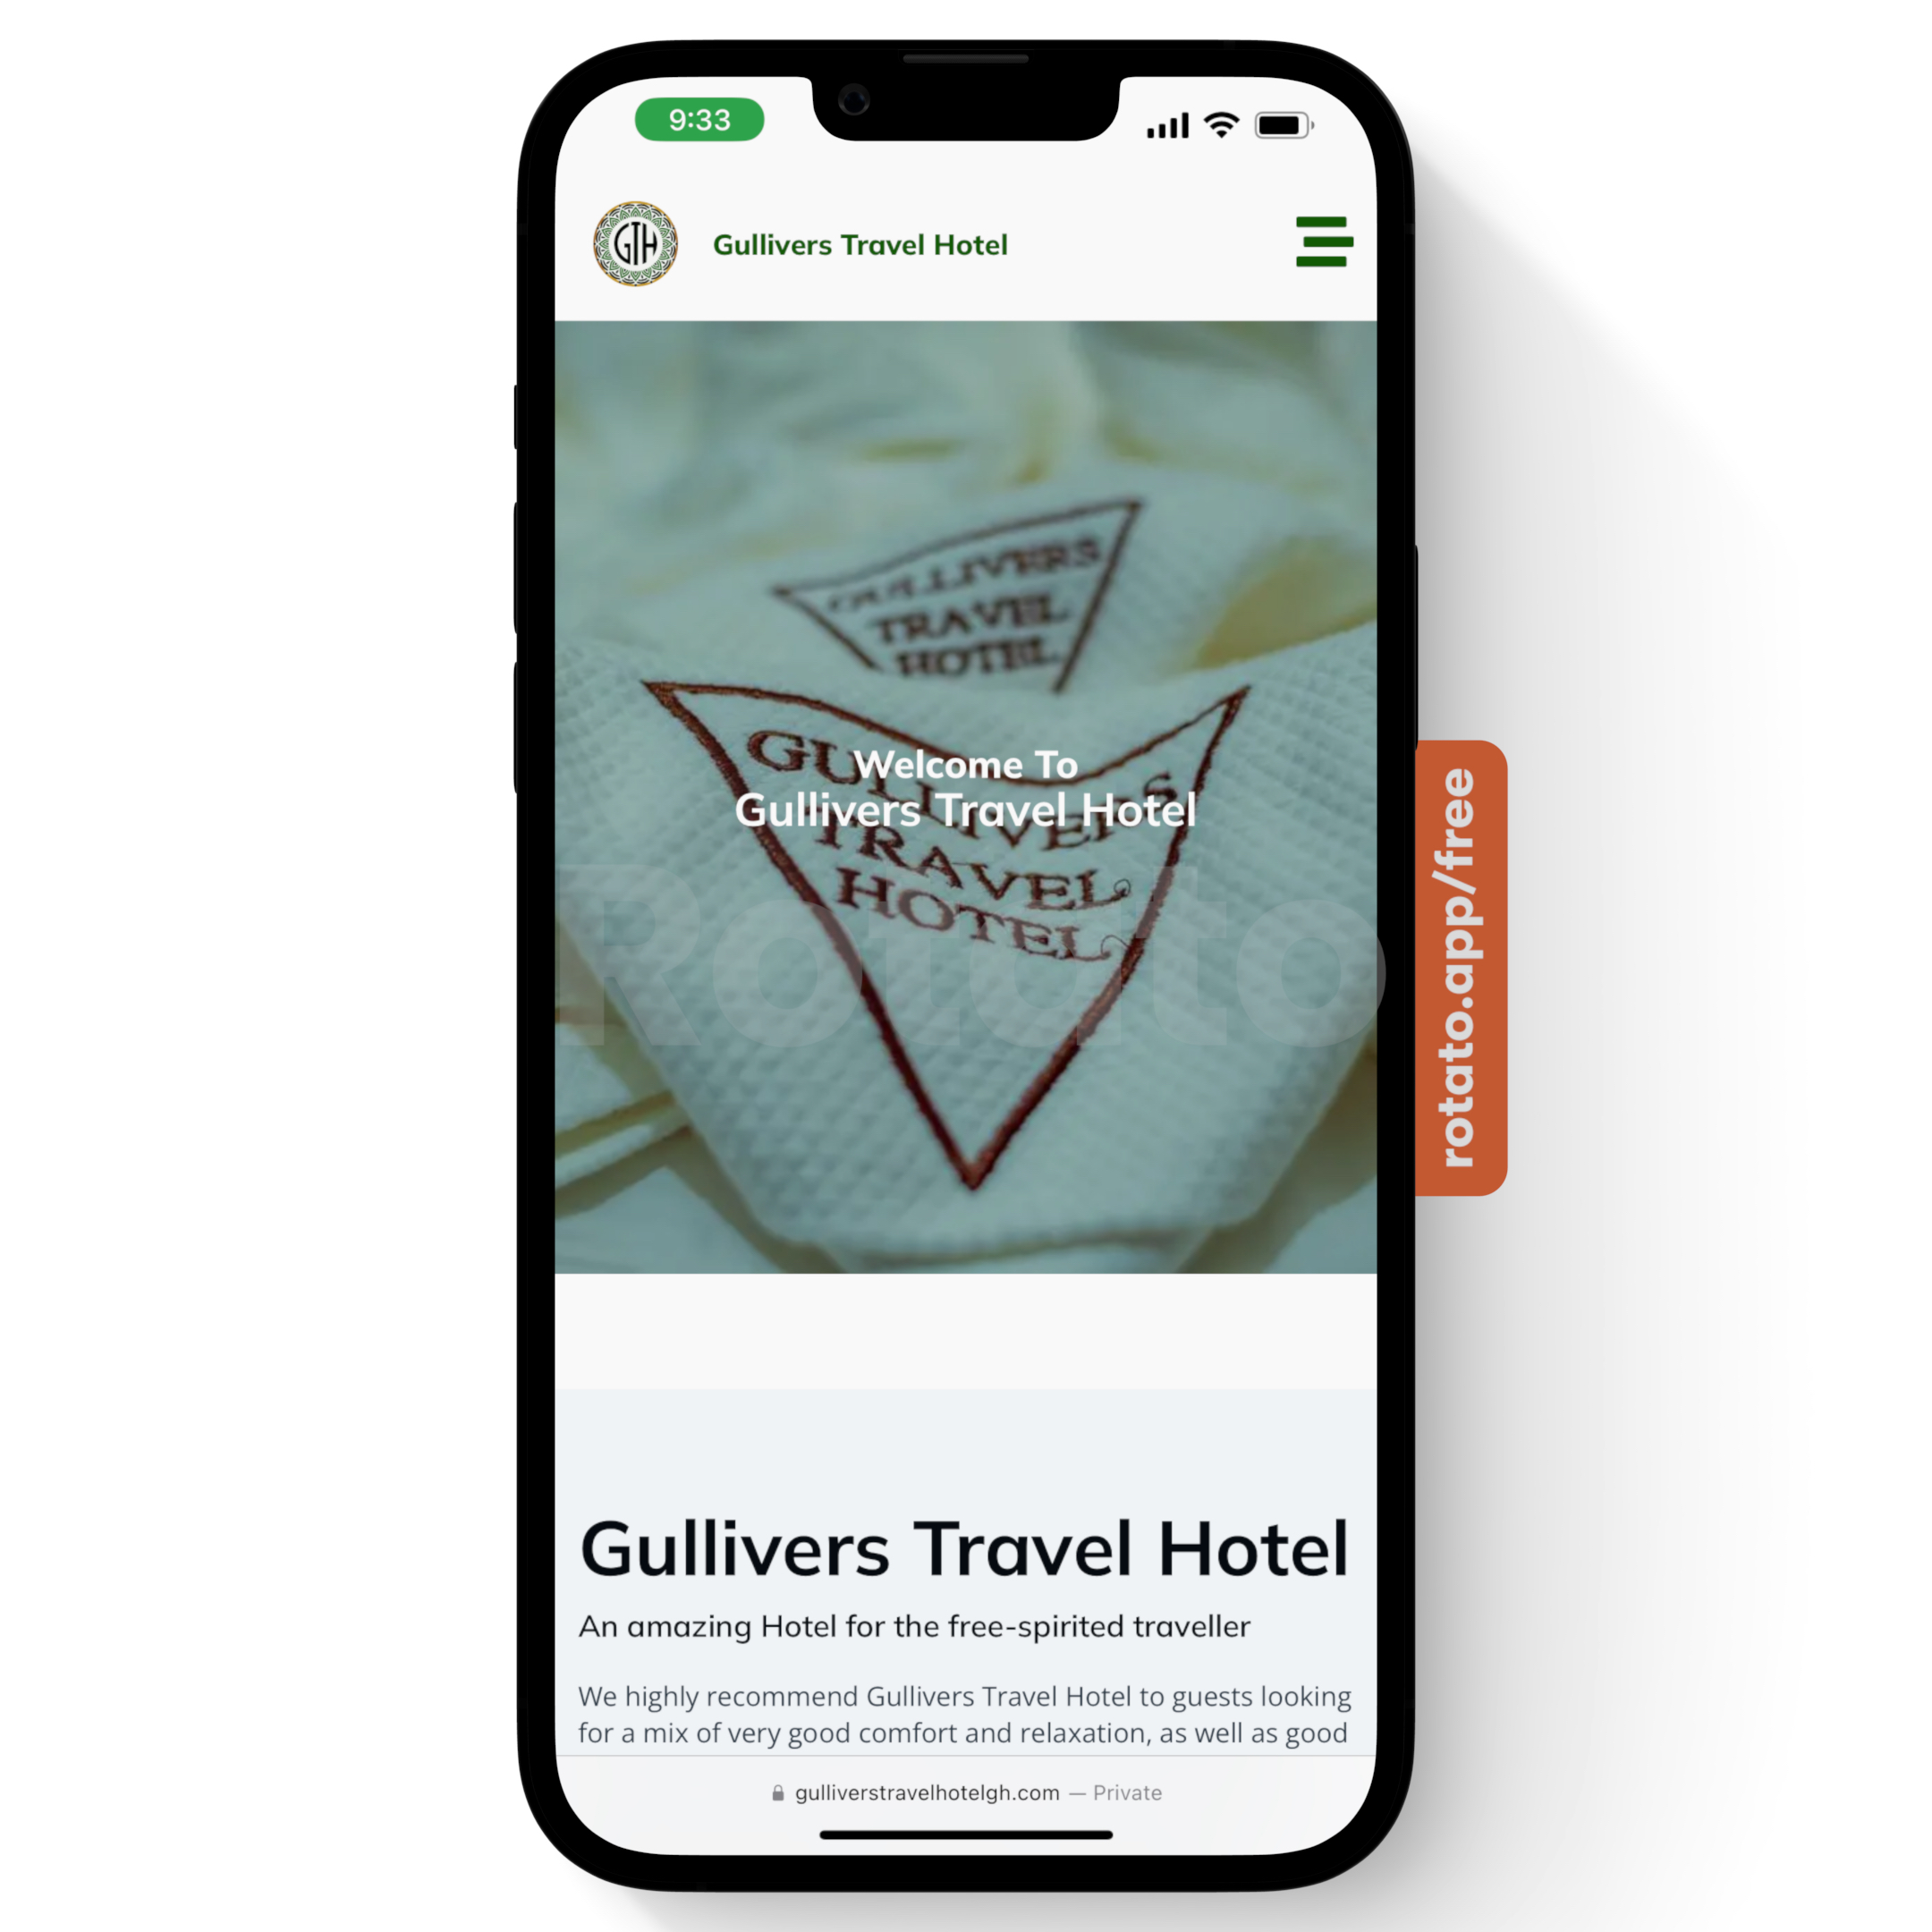 9:33
GTH
Gullivers Travel Hotel
GULLIVERS
TRAVEL
HOTEL
Welcome To
Gullivers Travel Hotel
GULLIVERS
TRAVEL
HOTEL
Rotato
rotato.app/free
Gullivers Travel Hotel
An amazing Hotel for the free-spirited traveller
We highly recommend Gullivers Travel Hotel to guests looking
for a mix of very good comfort and relaxation, as well as good
gulliverstravelhotelgh.com — Private